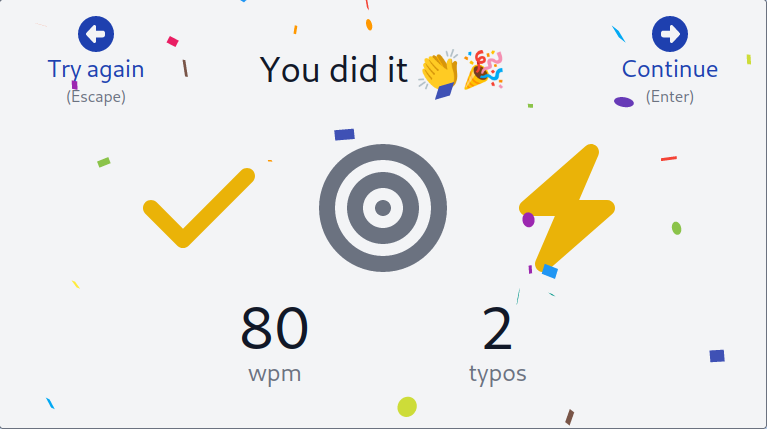 Try again
(Escape)
You did it 👏🎉
Continue
(Enter)
80
wpm
2
typos